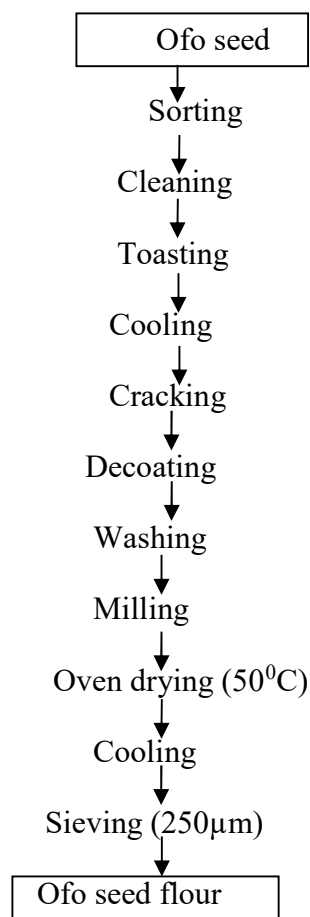 Ofo seed
Sorting
Cleaning
Toasting
Cooling
Cracking
Decoating
Washing
Milling
Oven drying (50⁰C)
Cooling
Sieving (250µm)
Ofo seed flour